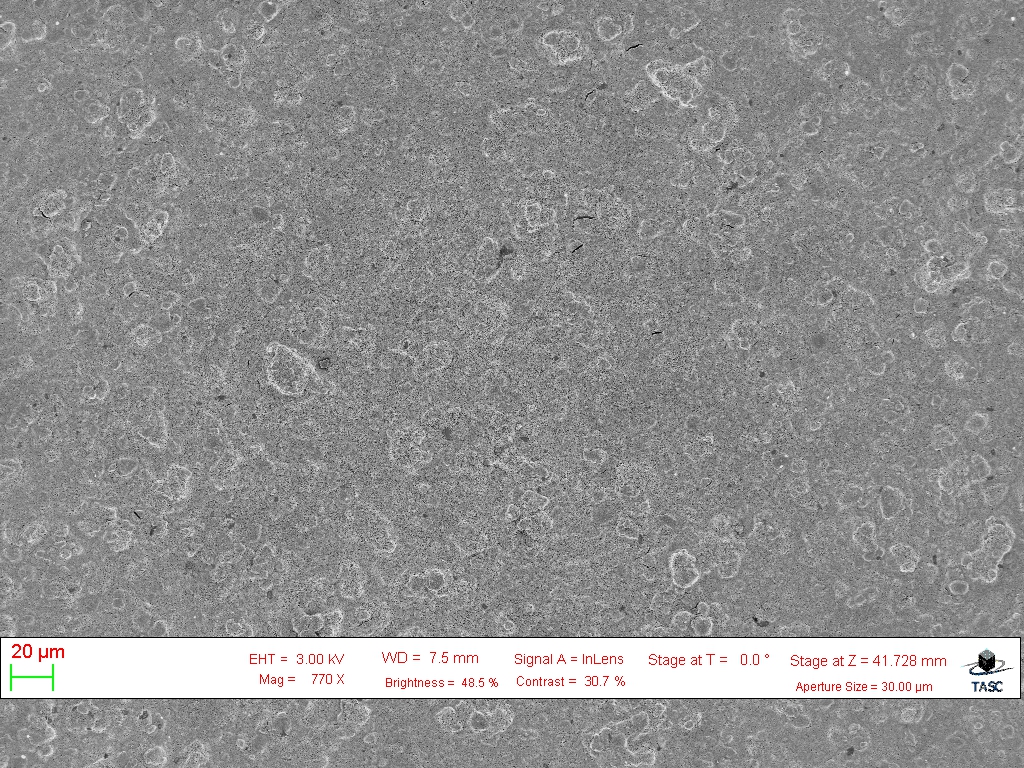 20 µm
EHT = 3.00 kV WD = 7.5 mm Signal A = InLens Stage at T = 0.0 ° Stage at Z = 41.728 mm
Mag = 770 X Brightness = 48.5 % Contrast = 30.7 % Aperture Size = 30.00 µm
TASC